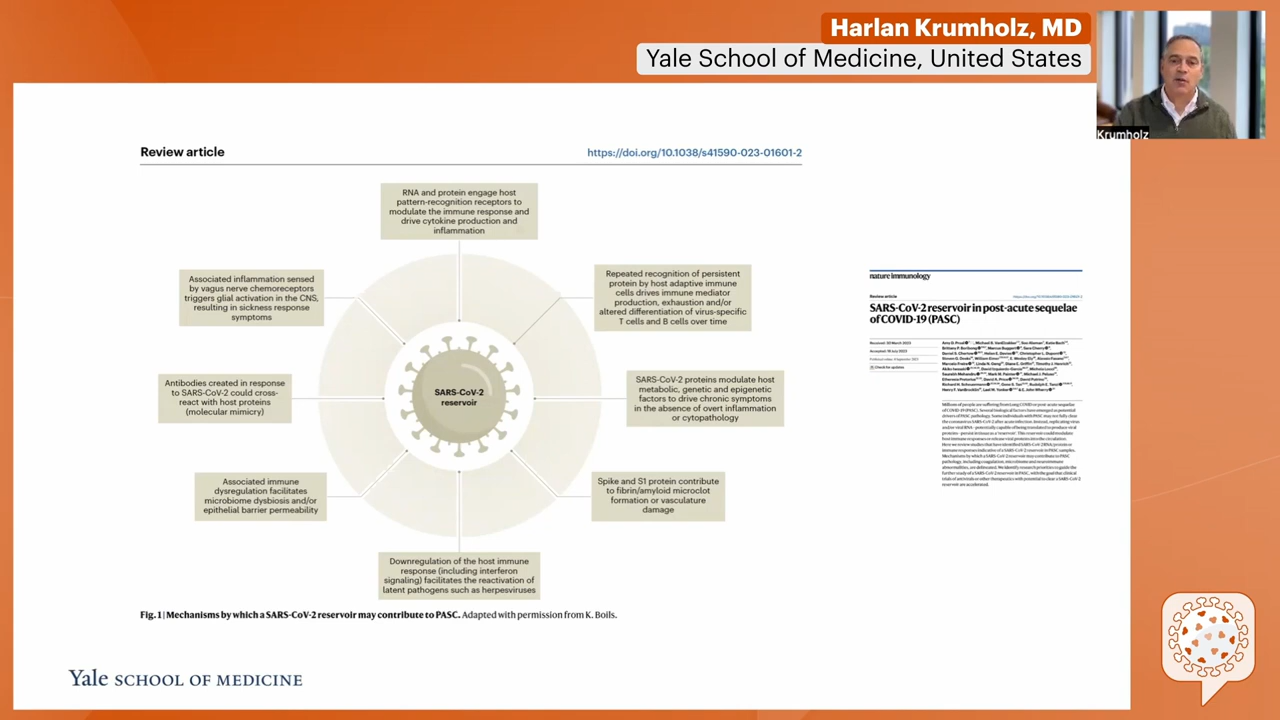 Harlan Krumholz, MD
Yale School of Medicine, United States
Krumholz
Review article
https://doi.org/10.1038/s41590-023-01601-2
RNA and protein engage host
pattern-recognition receptors to
modulate the immune response and
drive cytokine production and
inflammation
Associated inflammation sensed
by vagus nerve chemoreceptors
triggers glial activation in the CNS,
resulting in sickness response
symptoms
Repeated recognition of persistent
protein by host adaptive immune
cells drives immune mediator
production, exhaustion and/or
altered differentiation of virus-specific
T cells and B cells over time
Antibodies created in response
to SARS-CoV-2 could cross-
react with host proteins
(molecular mimicry)
SARS-CoV-2
reservoir
SARS-CoV-2 proteins modulate host
metabolic, genetic and epigenetic
factors to drive chronic symptoms
in the absence of overt inflammation
or cytopathology
Associated immune
dysregulation facilitates
microbiome dysbiosis and/or
epithelial barrier permeability
Spike and S1 protein contribute
to fibrin/amyloid microclot
formation or vasculature
damage
Downregulation of the host immune
response (including interferon
signaling) facilitates the reactivation of
latent pathogens such as herpesviruses
Fig. 1 | Mechanisms by which a SARS-CoV-2 reservoir may contribute to PASC. Adapted with permission from K. Boils.
nature immunology
Review article
SARS-CoV-2 reservoir in post-acute sequelae
of COVID-19 (PASC)
Check for updates
Yale SCHOOL OF MEDICINE